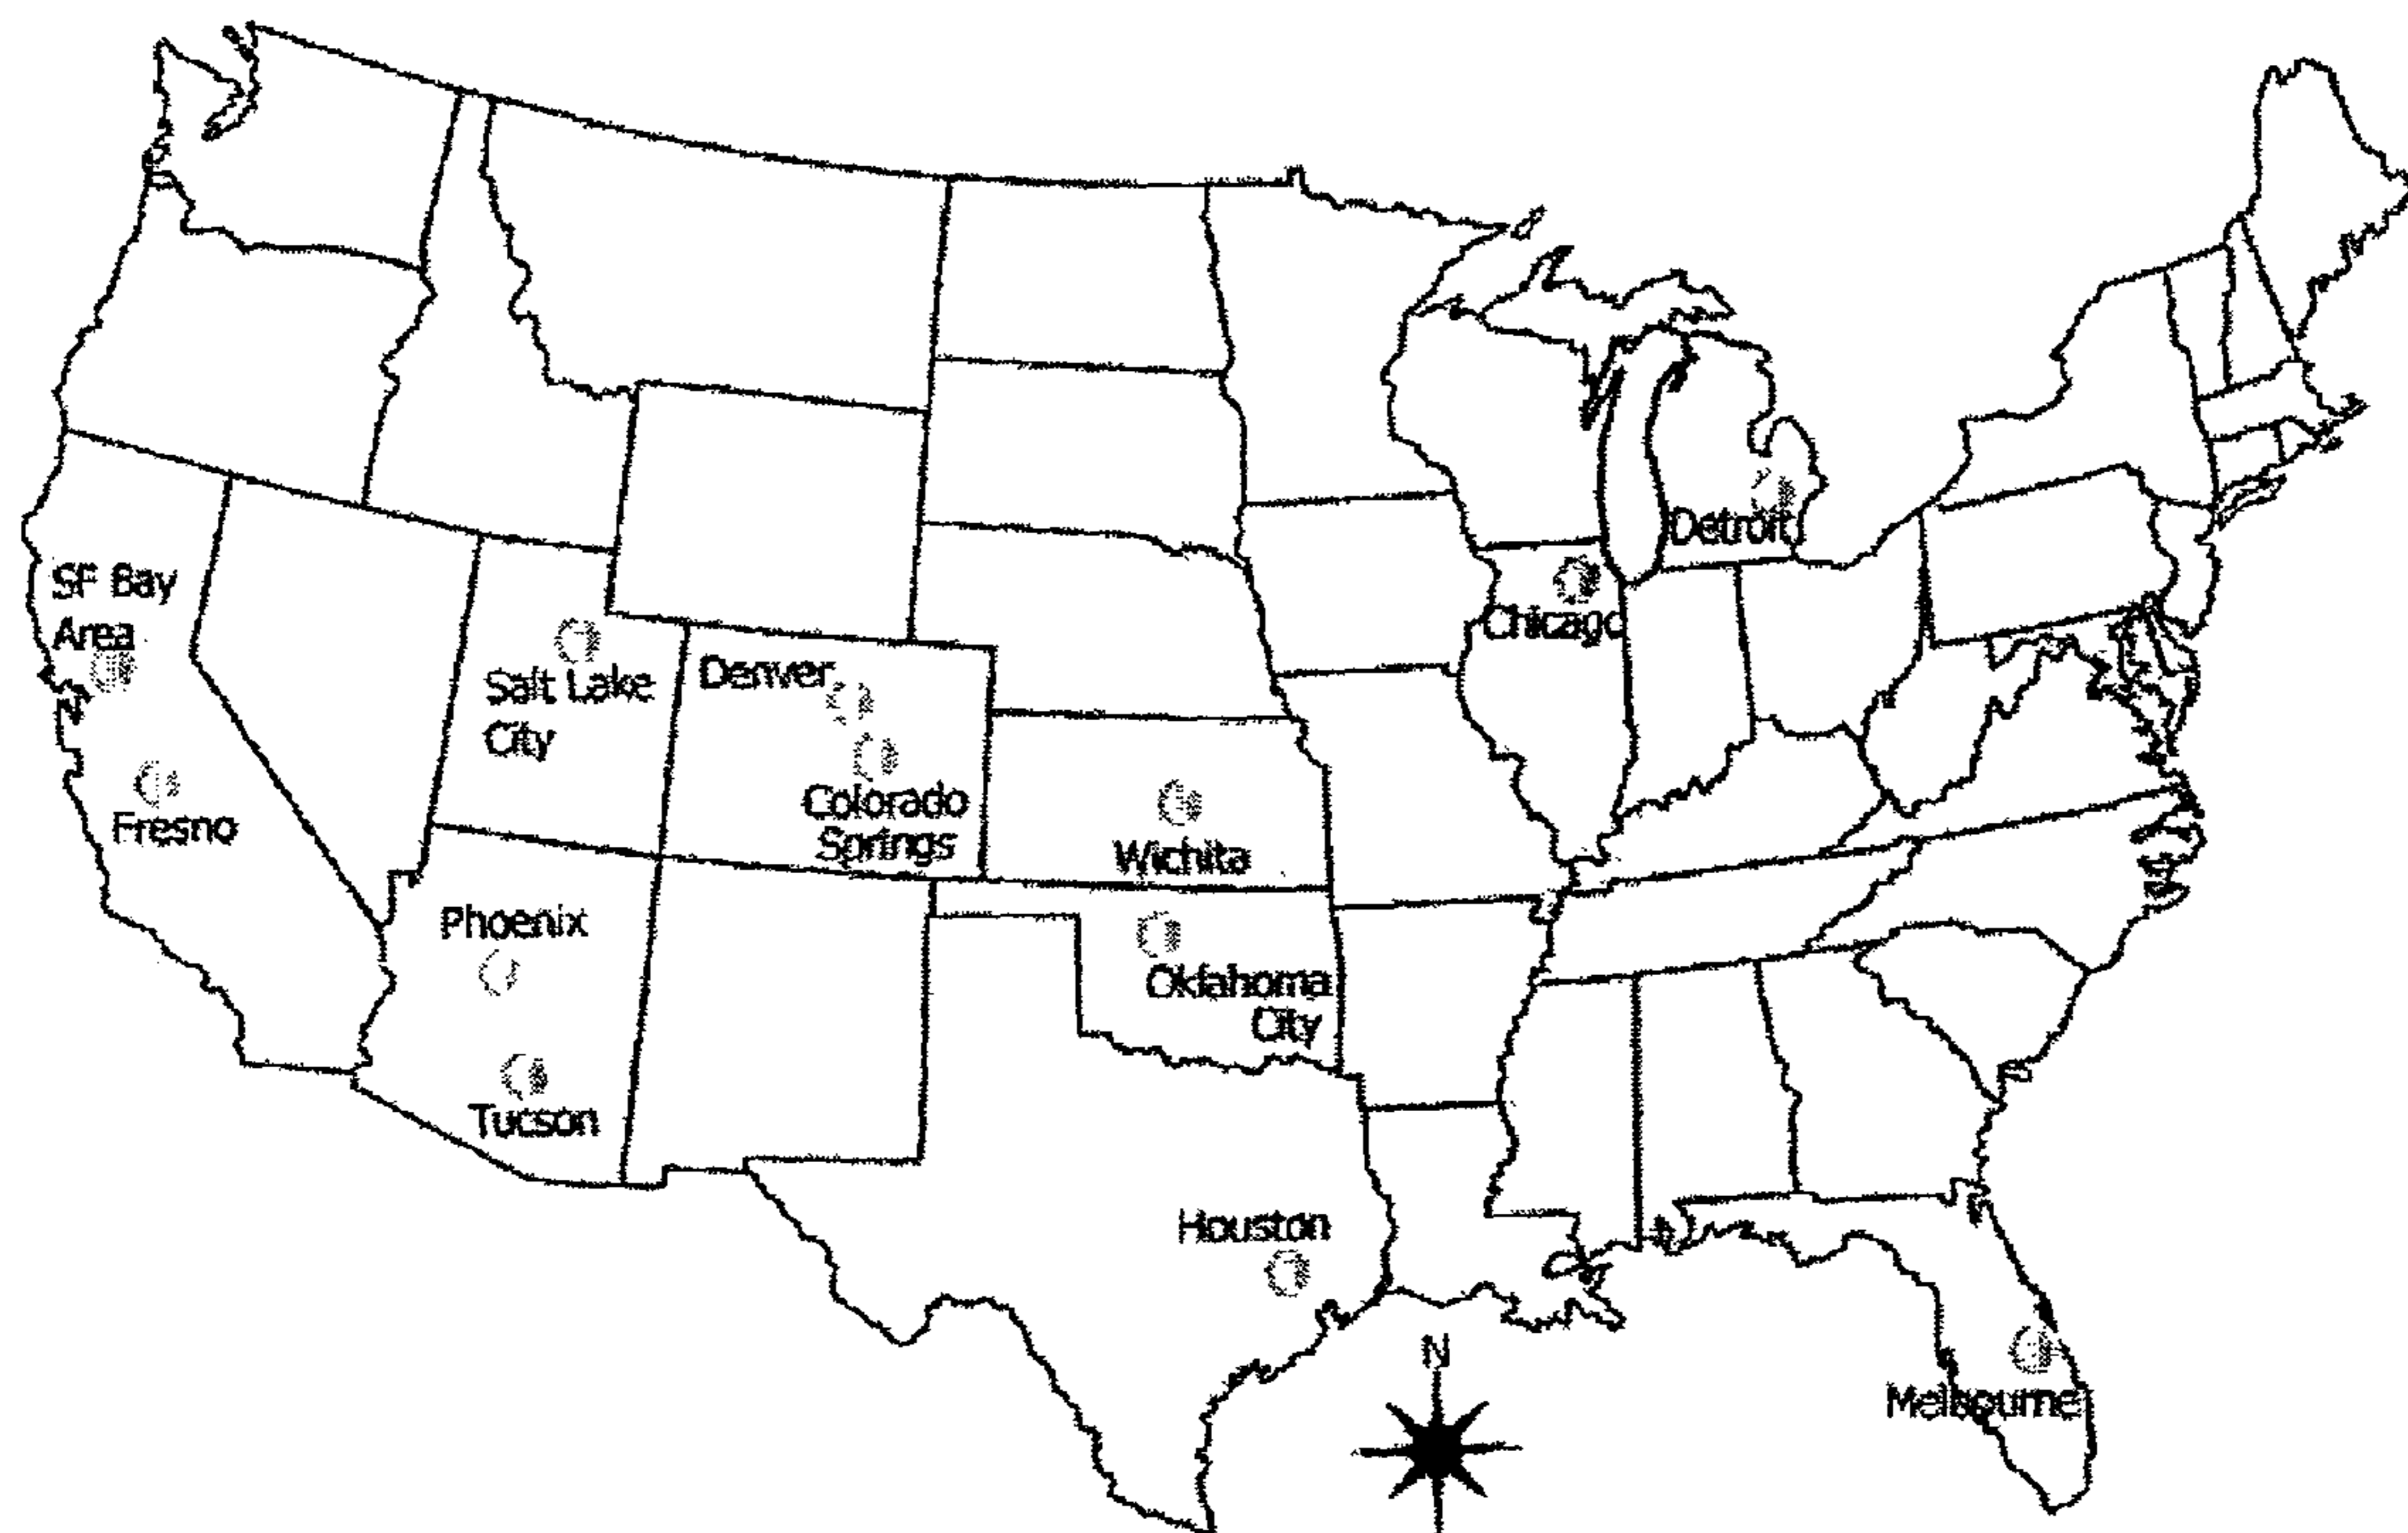 Detroit
SF Bay
Area
Chicago
Salt Lake
City
Denver
Colorado
Springs
Fresno
Wichita
Phoenix
Oklahoma
City
Tucson
Houston
N
Melbourne